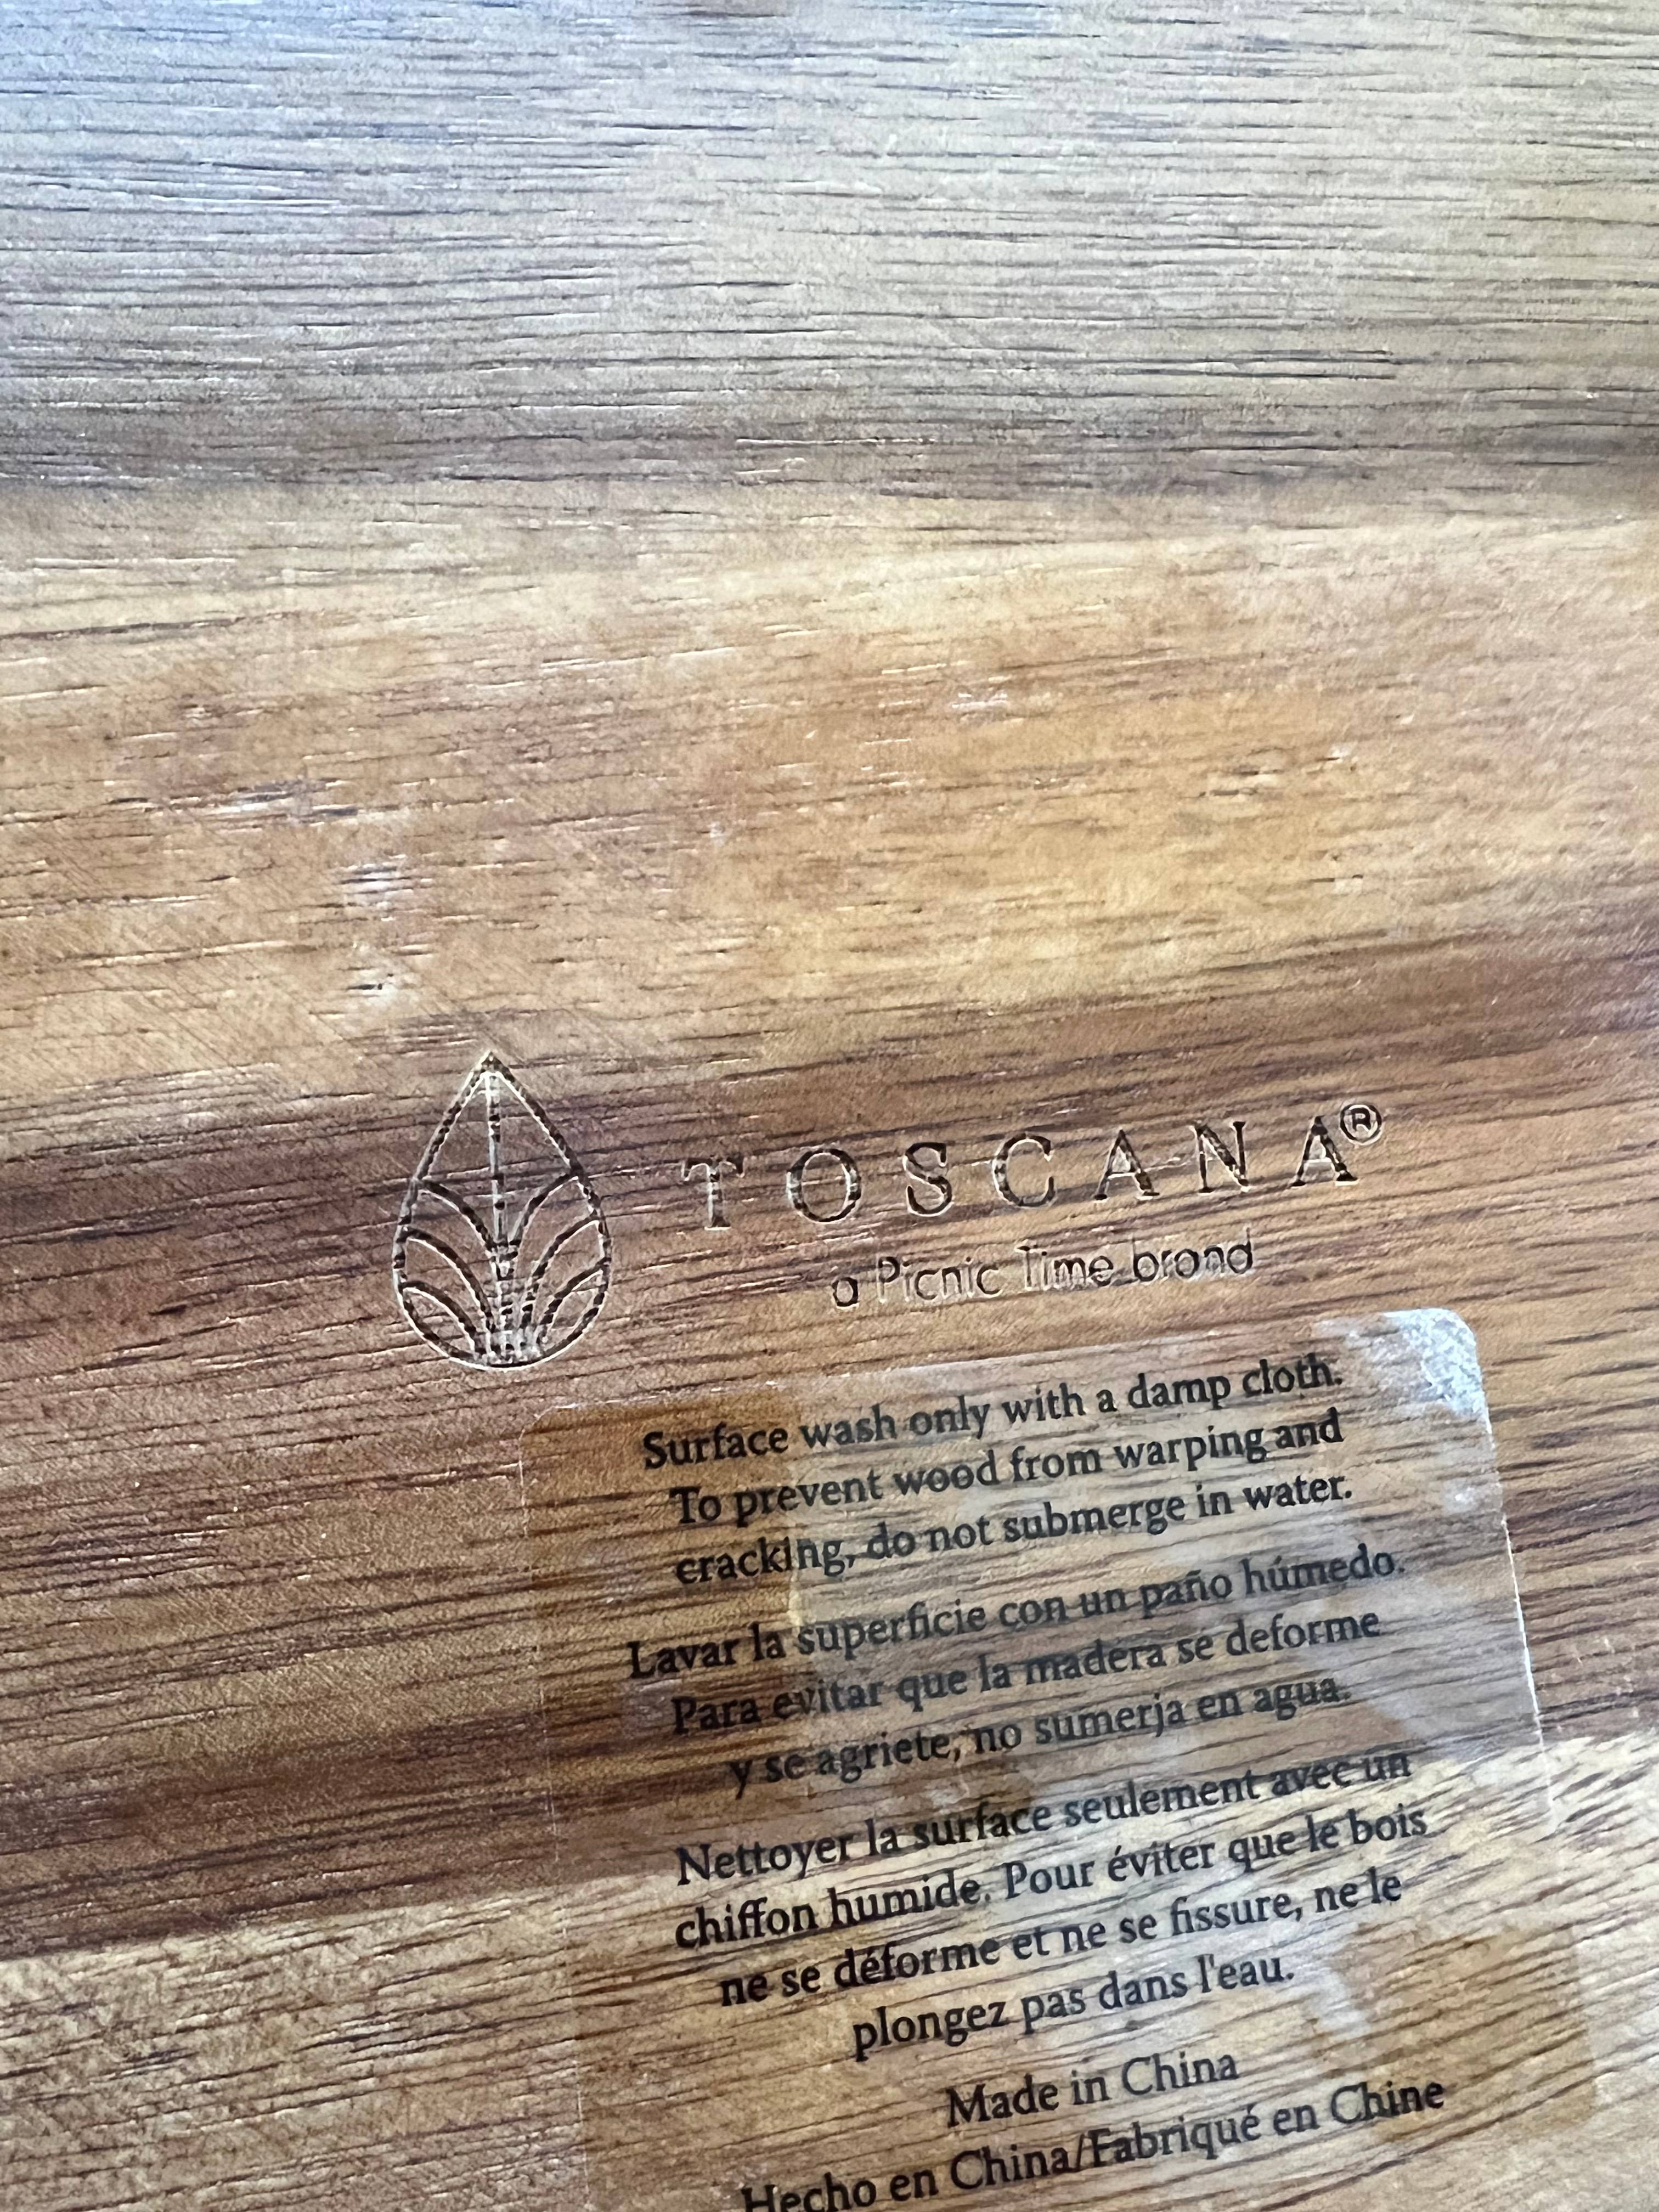 TOSCANA®
a Picnic Time brand
Surface wash only with a damp cloth.
To prevent wood from warping and
cracking, do not submerge in water.
Lavar la superficie con un paño húmedo.
Para evitar que la madera se deforme
y se agriete, no sumerja en agua.
Nettoyer la surface seulement avec un
chiffon humide. Pour éviter que le bois
ne se déforme et ne se fissure, ne le
plongez pas dans l'eau.
Made in China
Hecho en China/Fabriqué en Chine